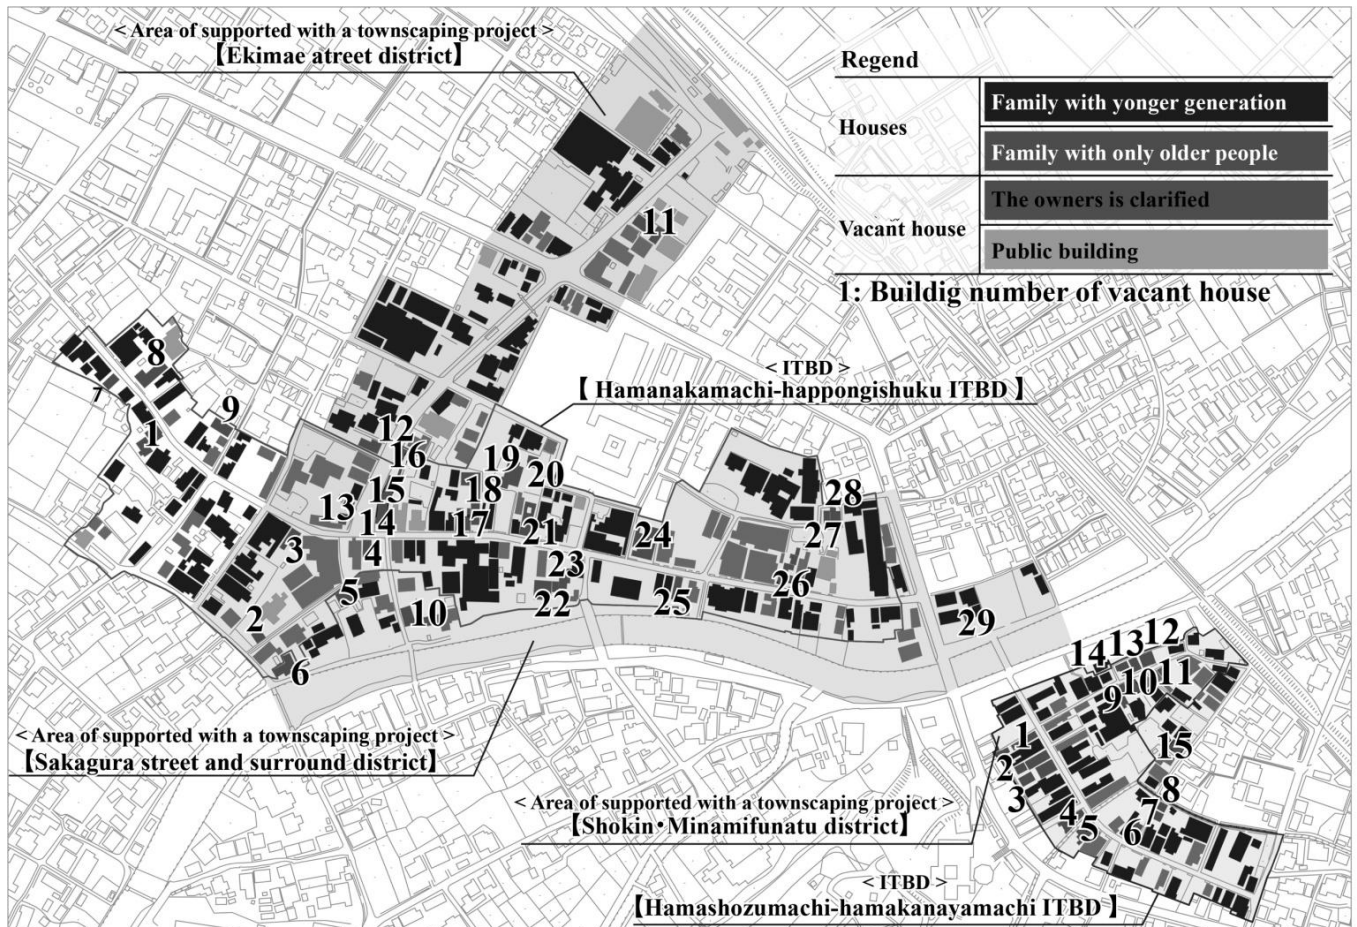 < Area of supported with a townscaping project >
【Ekimae atreet district】
Regend
Houses
Family with yonger generation
Family with only older people
Vacant house
The owners is clarified
Public building
1: Buildig number of vacant house
11
8
7
9
1
< ITBD >
【 Hamanakamachi-happongishuku ITBD 】
12
16
19
20
15
18
28
13
14
17
21
24
27
3
4
23
5
26
2
10
22
25
29
6
< Area of supported with a townscaping project >
【Sakagura street and surround district】
14
13
12
10
11
9
1
15
2
3
8
4
7
5
6
< Area of supported with a townscaping project >
【Shokin・Minamifunatu district】
< ITBD >
【Hamashozumachi-hamakanayamachi ITBD 】